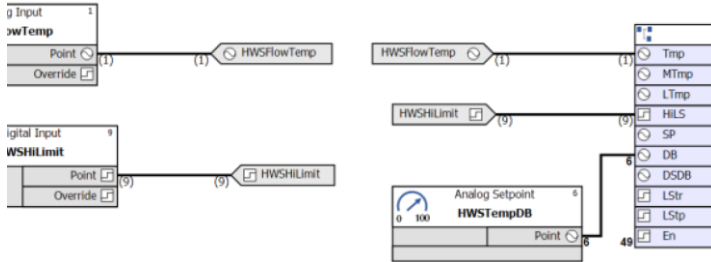 g Input 1
owTemp
Point
(1)
Override
(1)
HWSFlowTemp
igital Input 9
WSHiLimit
Point
(9)
Override
(9)
HWSHiLimit
HWSFlowTemp
(1)
(1)
Tmp
MTmp
LTmp
HWSHiLimit
(9)
(9)
HiLS
SP
6
DB
DSDB
LStr
LStp
49
En
Analog Setpoint 6
0 100
HWSTempDB
Point
6